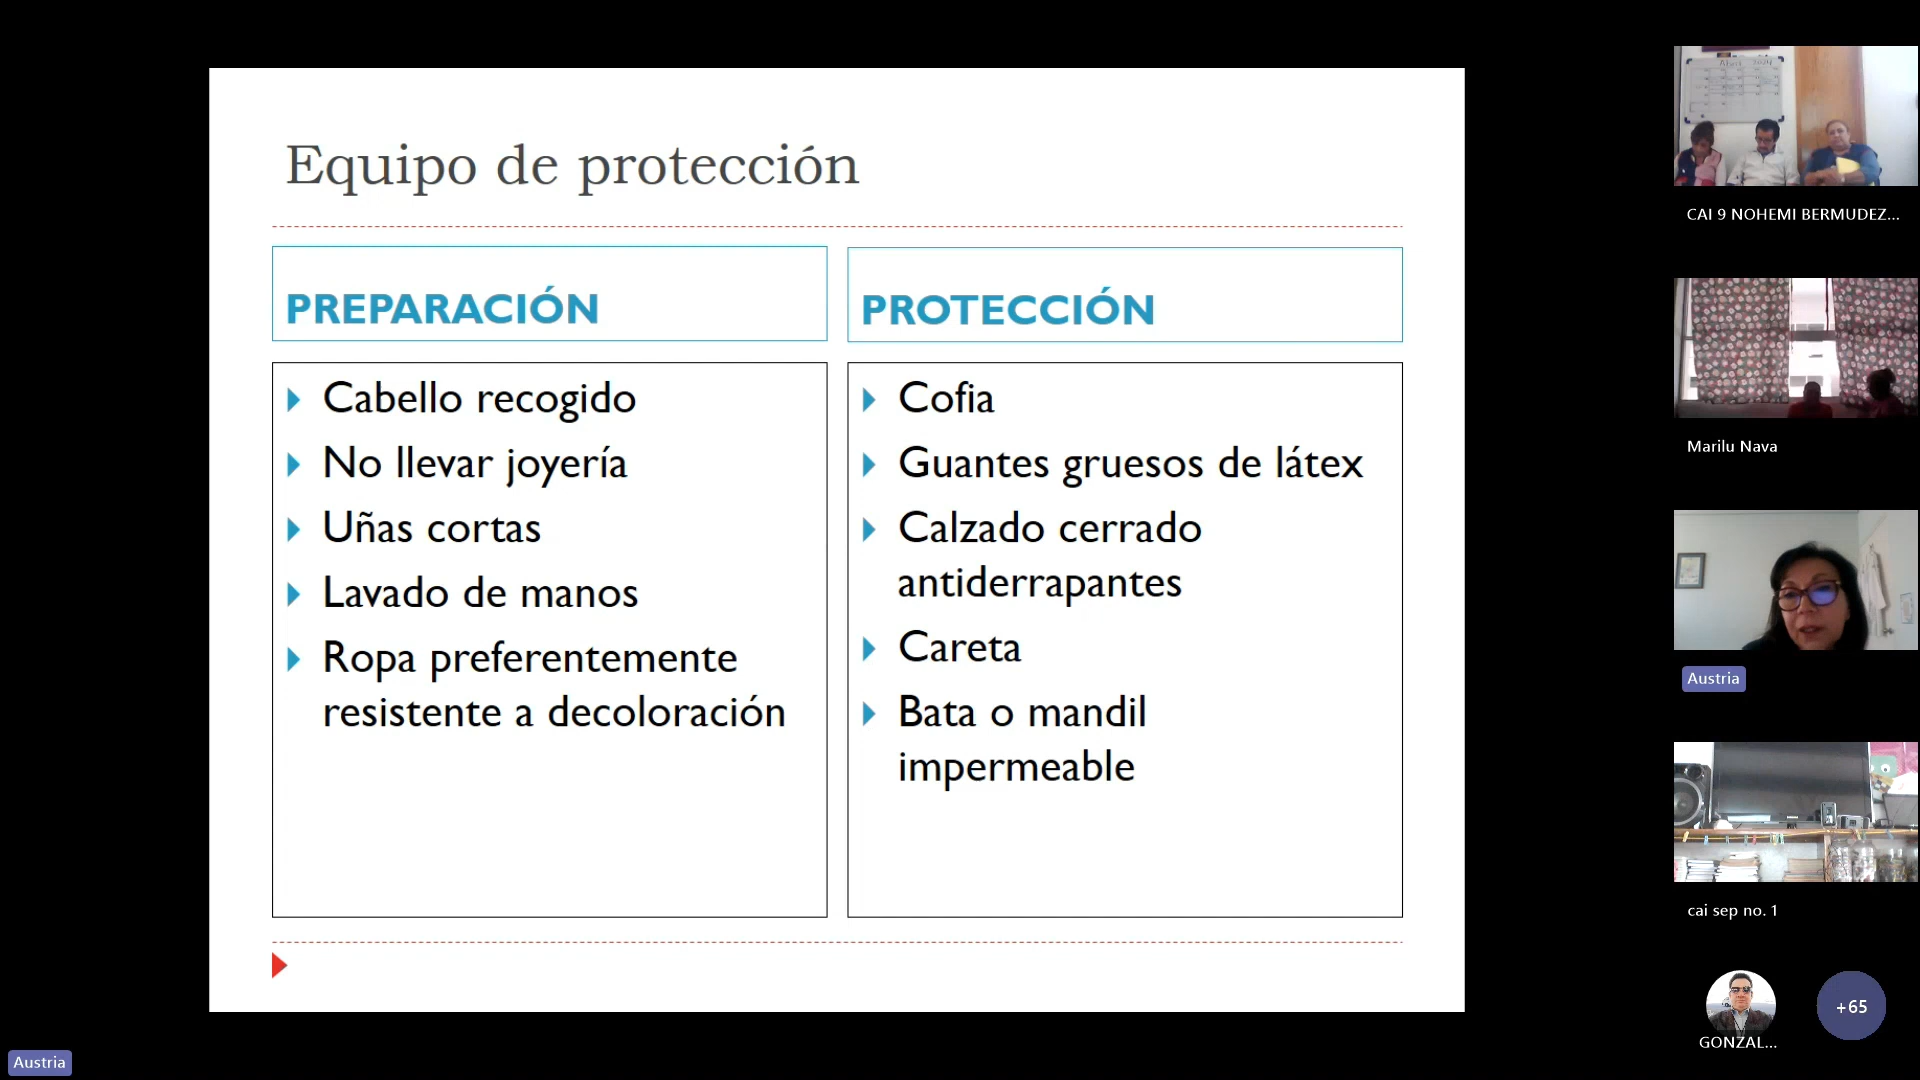 Equipo de protección
PREPARACIÓN
Cabello recogido
No llevar joyería
Uñas cortas
Lavado de manos
Ropa preferentemente
resistente a decoloración
PROTECCIÓN
Cofia
Guantes gruesos de látex
Calzado cerrado
antiderrapantes
Careta
Bata o mandil
impermeable
CAI 9 NOHEMI BERMUDEZ...
Marilu Nava
Austria
cai sep no. 1
GONZAL...
+65
Austria